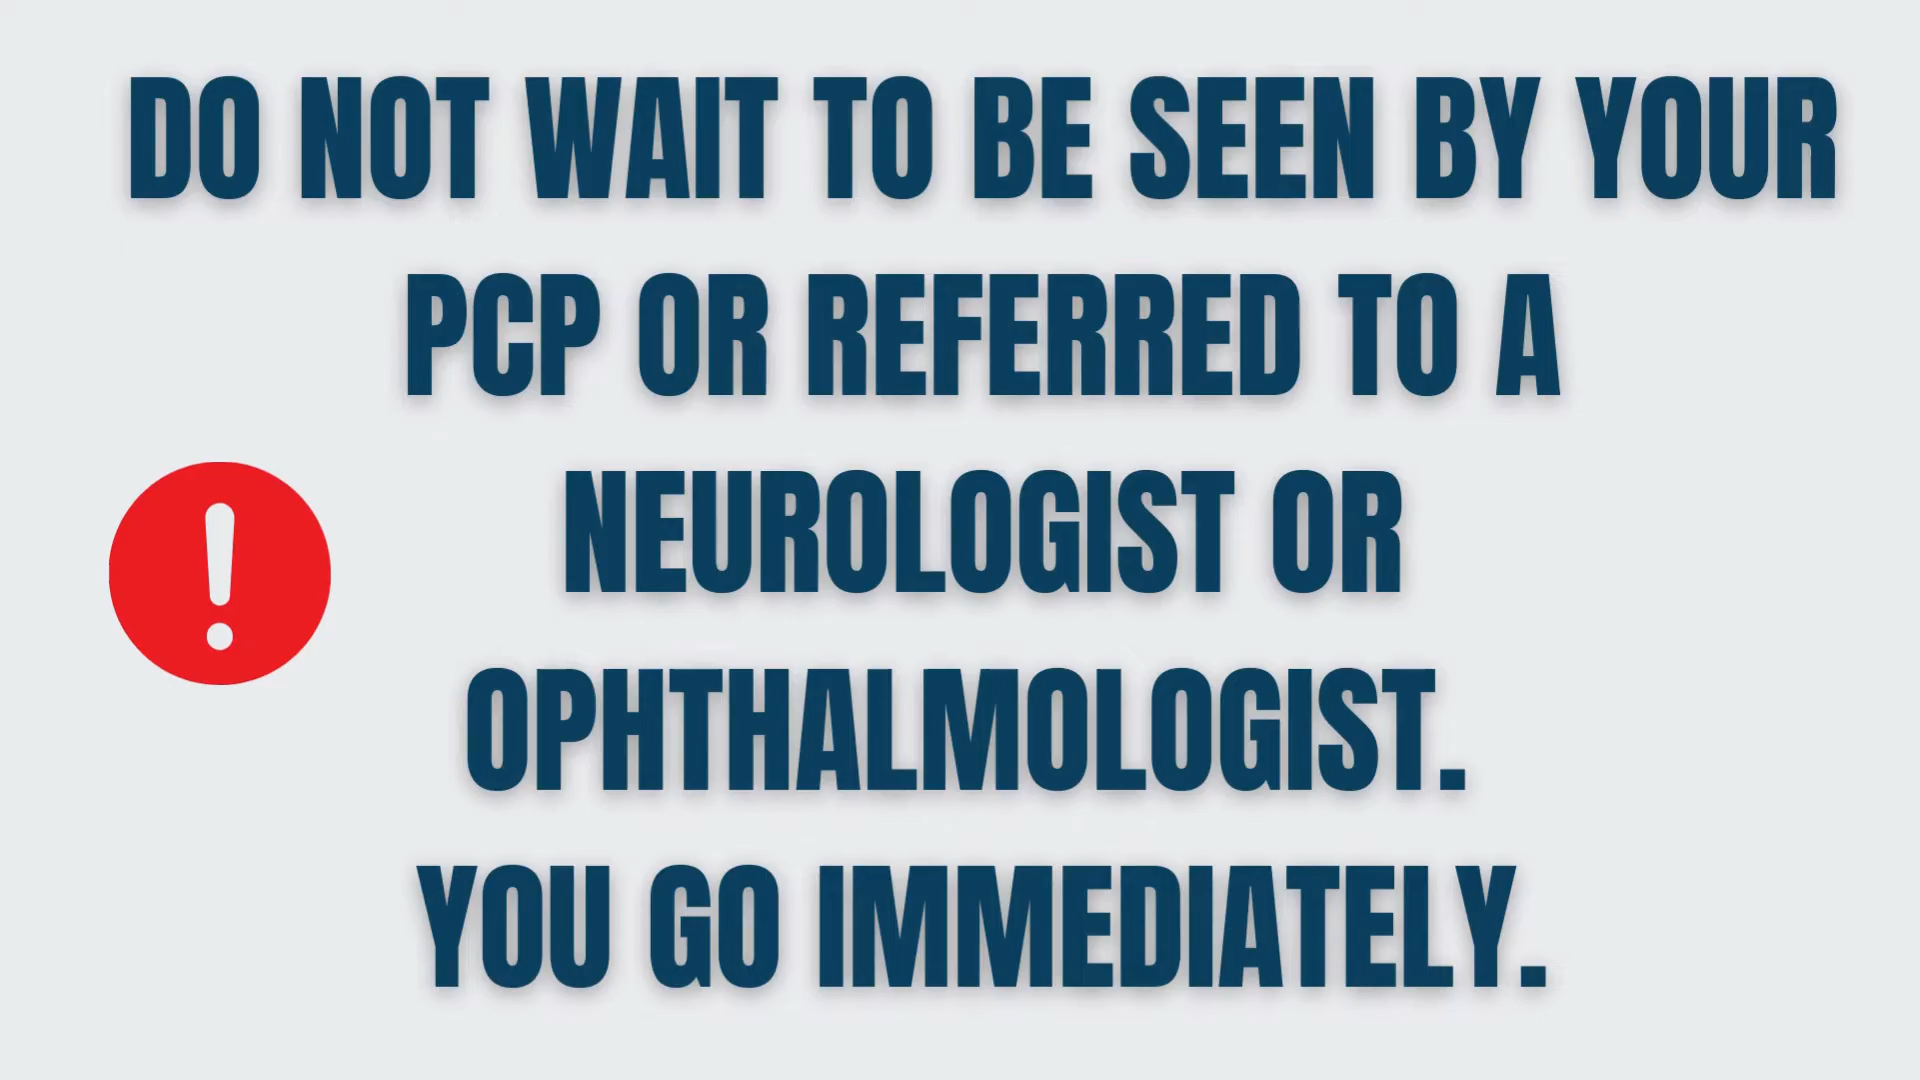 DO NOT WAIT TO BE SEEN BY YOUR
PCP OR REFERRED TO A
NEUROLOGIST OR
OPHTHALMOLOGIST.
YOU GO IMMEDIATELY.